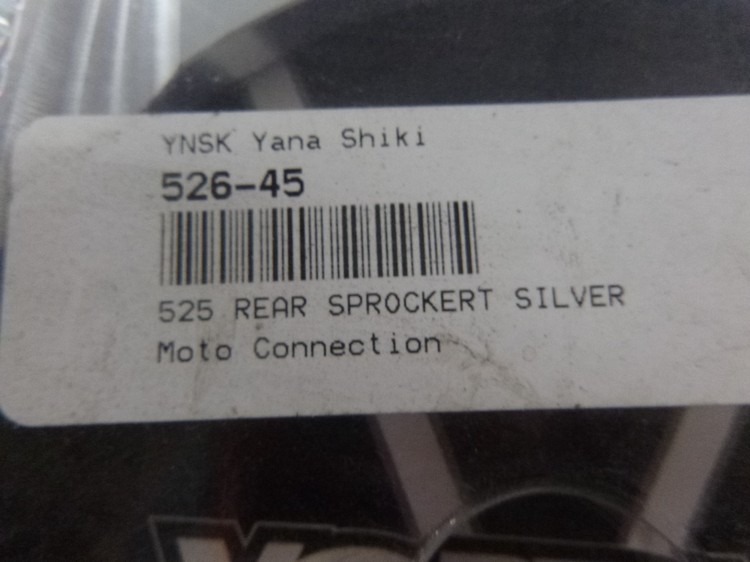 YNSK Yana Shiki
526-45
525 REAR SPROCKERT SILVER
Moto Connection